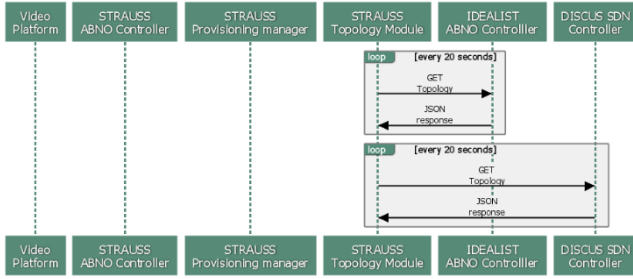 Video
Platform
STRAUSS
ABNO Controller
STRAUSS
Provisioning manager
STRAUSS
Topology Module
IDEALIST
ABNO Controlller
DISCUS SDN
Controller
loop [every 20 seconds]
GET
Topology
JSON
response
loop [every 20 seconds]
GET
Topology
JSON
response
Video
Platform
STRAUSS
ABNO Controller
STRAUSS
Provisioning manager
STRAUSS
Topology Module
IDEALIST
ABNO Controlller
DISCUS SDN
Controller